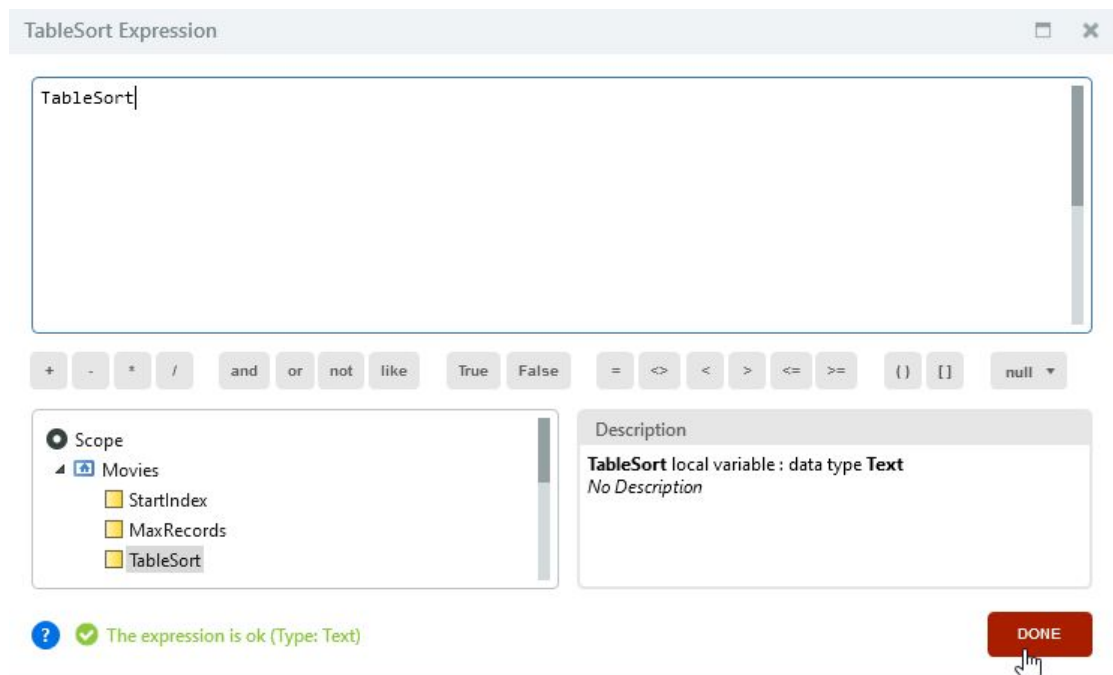 TableSort Expression
TableSort
+ - * / and or not like True False = <> < > <= >= () [] null
Scope
Movies
StartIndex
MaxRecords
TableSort
Description
TableSort local variable : data type Text
No Description
? The expression is ok (Type: Text)
DONE